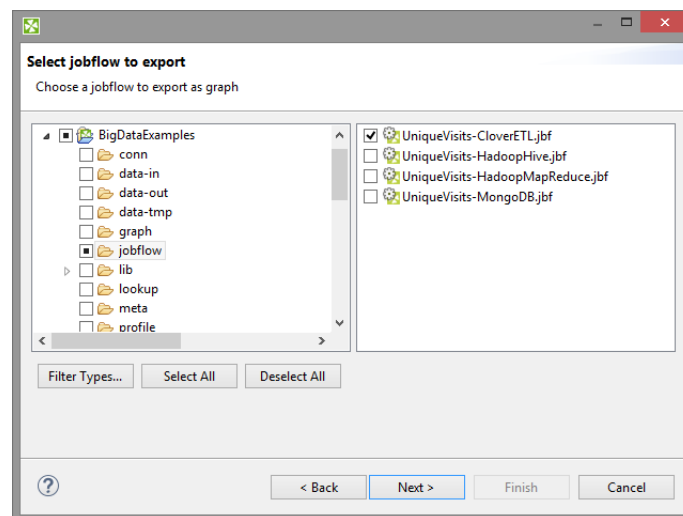 Select jobflow to export
Choose a jobflow to export as graph
BigDataExamples
conn
data-in
data-out
data-tmp
graph
jobflow
lib
lookup
meta
profile
UniqueVisits-CloverETL.jbf
UniqueVisits-HadoopHive.jbf
UniqueVisits-HadoopMapReduce.jbf
UniqueVisits-MongoDB.jbf
Filter Types...
Select All
Deselect All
< Back
Next >
Finish
Cancel